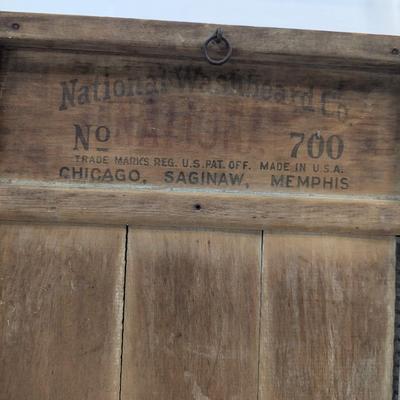 National Washboard Co.
No 700
TRADE MARKS REG. U.S. PAT. OFF. MADE IN U.S.A.
CHICAGO, SAGINAW, MEMPHIS